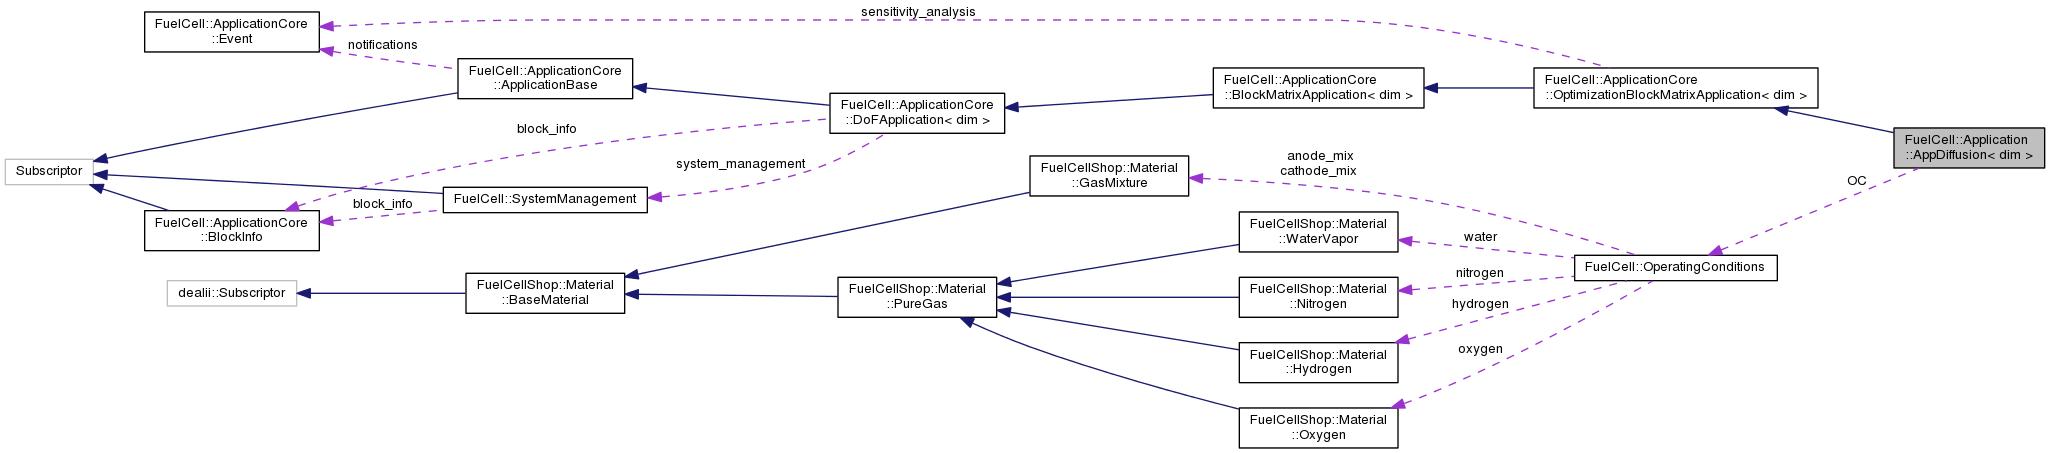 sensitivity_analysis
FuelCell::ApplicationCore
::Event
notifications
FuelCell::ApplicationCore
::ApplicationBase
FuelCell::ApplicationCore
::BlockMatrixApplication< dim >
FuelCell::ApplicationCore
::OptimizationBlockMatrixApplication< dim >
FuelCell::ApplicationCore
::DoFApplication< dim >
block_info
FuelCell::Application
::AppDiffusion< dim >
Subscriptor
system_management
FuelCellShop::Material
::GasMixture
anode_mix
cathode_mix
OC
FuelCell::SystemManagement
block_info
FuelCell::ApplicationCore
::BlockInfo
FuelCellShop::Material
::WaterVapor
water
FuelCell::OperatingConditions
dealii::Subscriptor
FuelCellShop::Material
::BaseMaterial
FuelCellShop::Material
::PureGas
FuelCellShop::Material
::Nitrogen
nitrogen
hydrogen
FuelCellShop::Material
::Hydrogen
oxygen
FuelCellShop::Material
::Oxygen